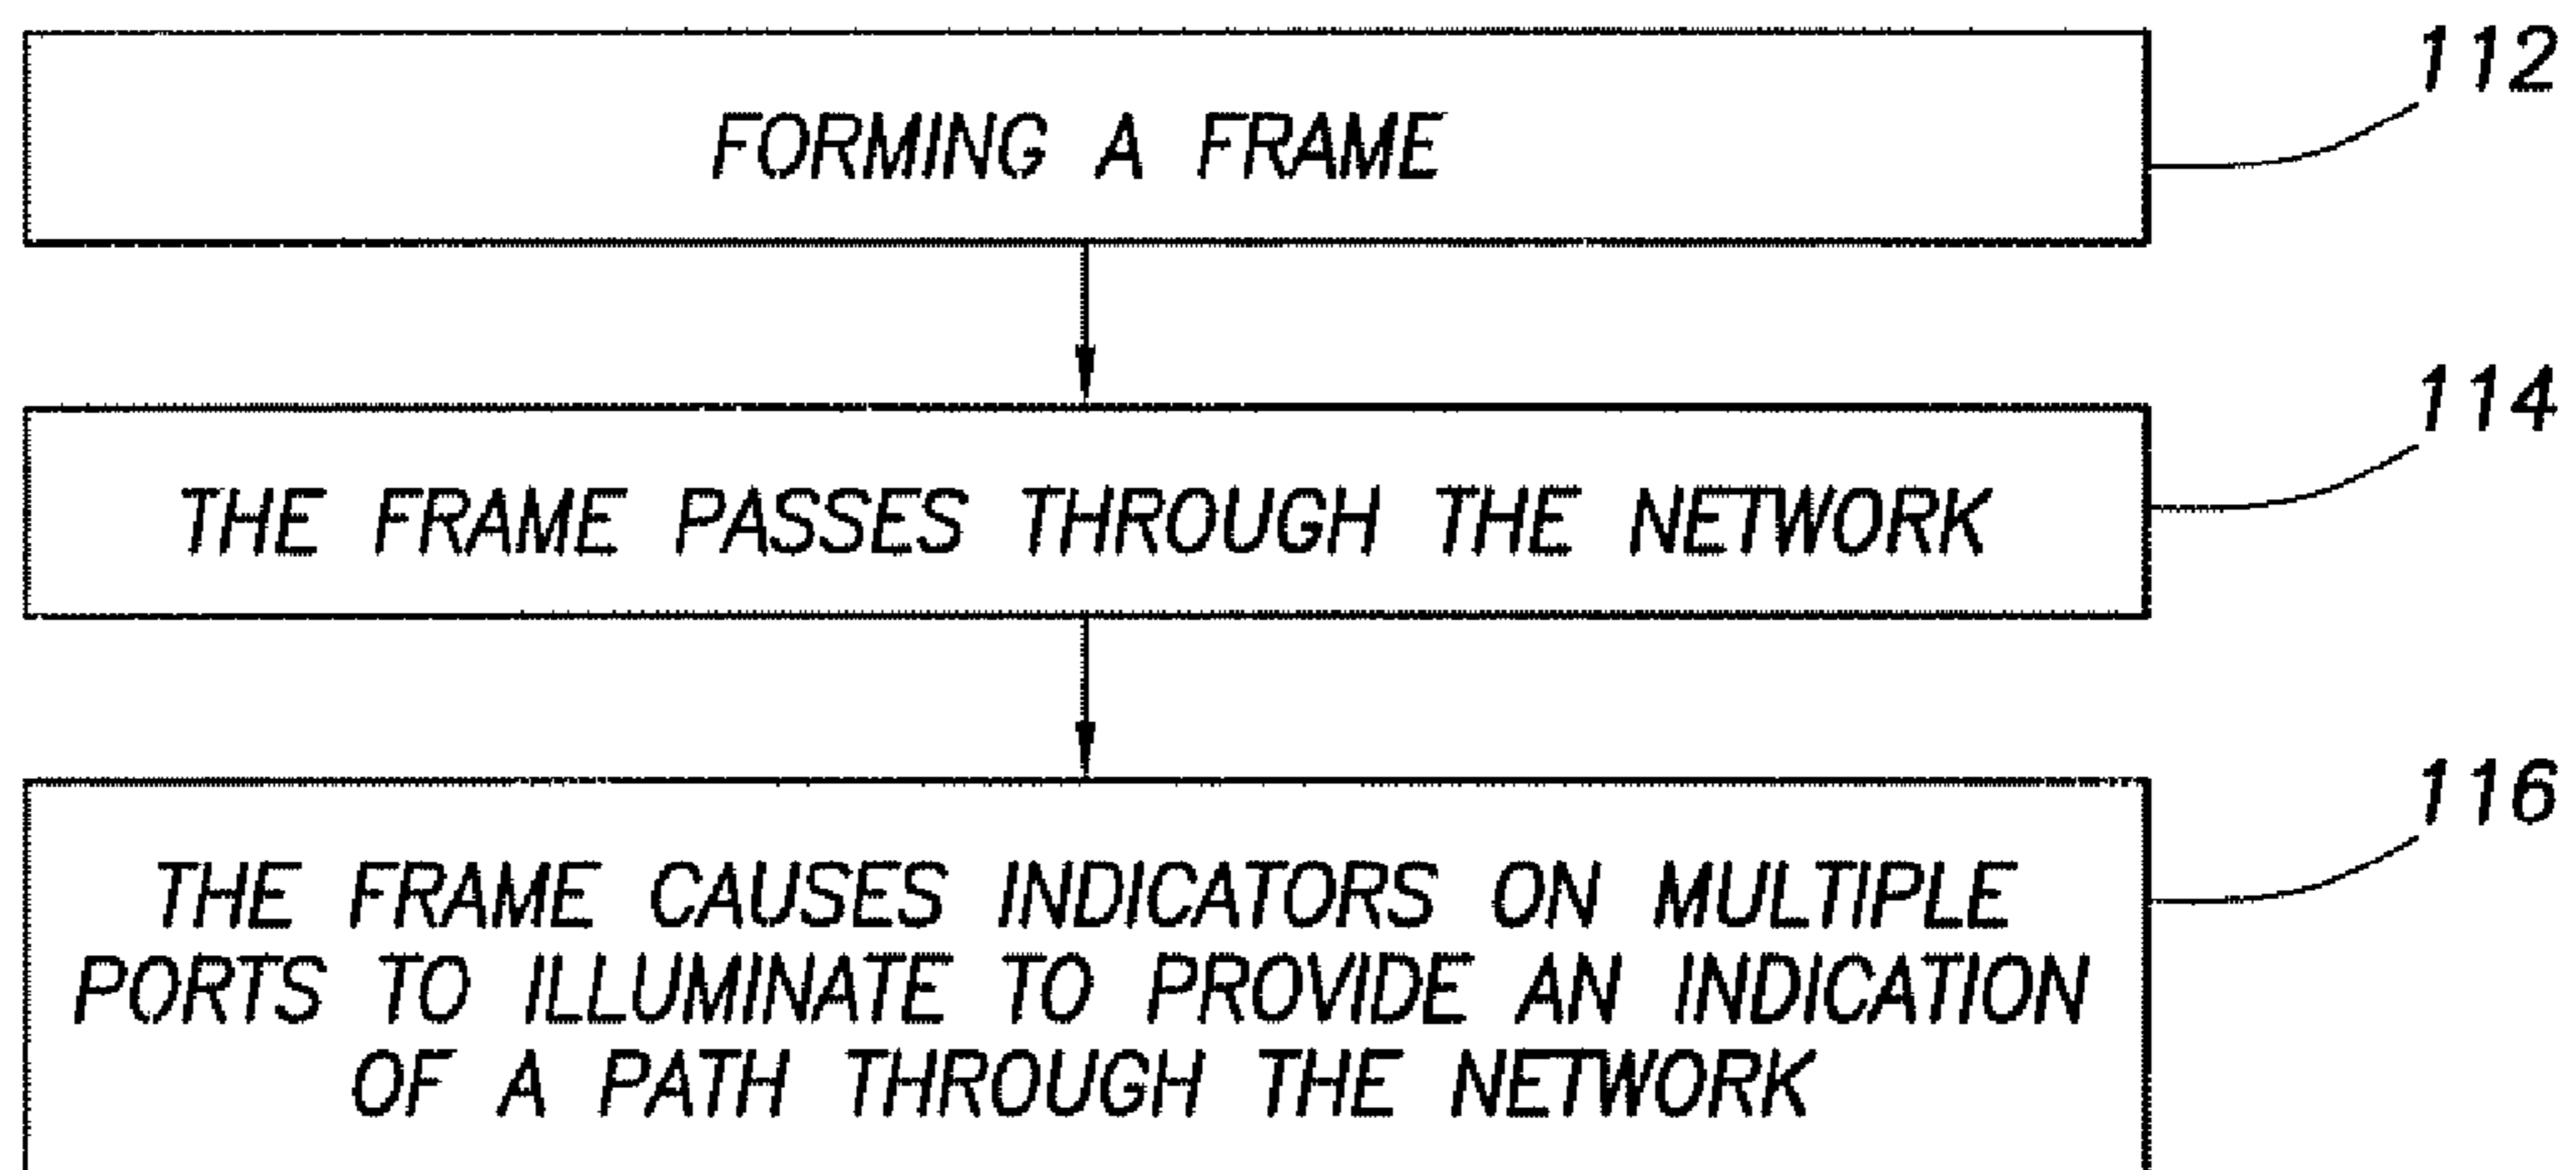 112
FORMING A FRAME
114
THE FRAME PASSES THROUGH THE NETWORK
116
THE FRAME CAUSES INDICATORS ON MULTIPLE
PORTS TO ILLUMINATE TO PROVIDE AN INDICATION
OF A PATH THROUGH THE NETWORK